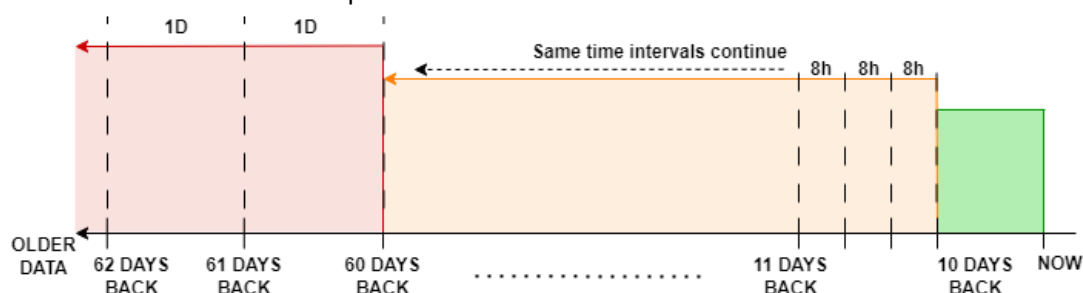 1D 1D
Same time intervals continue
8h 8h 8h
OLDER
DATA
62 DAYS
BACK
61 DAYS
BACK
60 DAYS
BACK
11 DAYS
BACK
10 DAYS
BACK
NOW